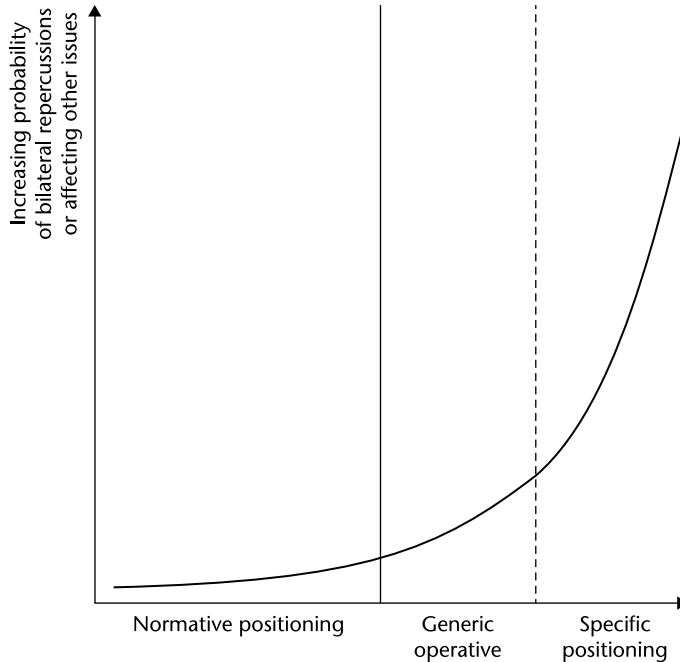 Increasing probability
of bilateral repercussions
or affecting other issues
Normative positioning
Generic
operative
Specific
positioning